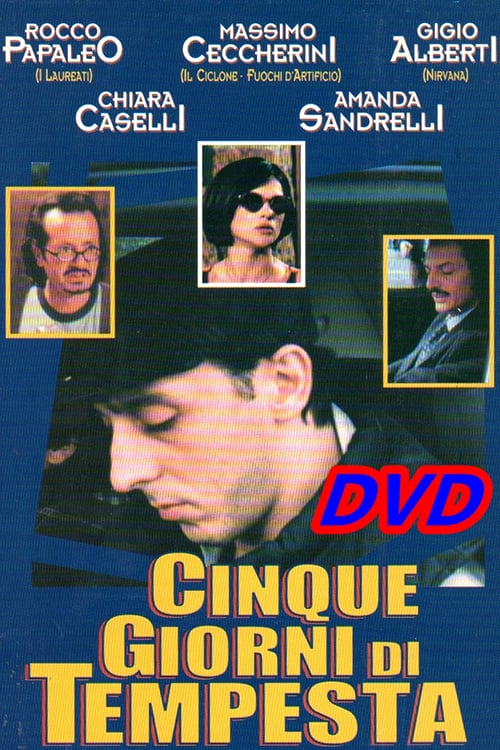 ROCCO
PAPALEO
(I LAUREATI)
MASSIMO
CECCHERINI
(IL CICLONE - FUOCHI D'ARTIFICIO)
GIGIO
ALBERTI
(NIRVANA)
CHIARA
CASELLI
AMANDA
SANDRELLI
DVD
CINQUE
GIORNI DI
TEMPESTA